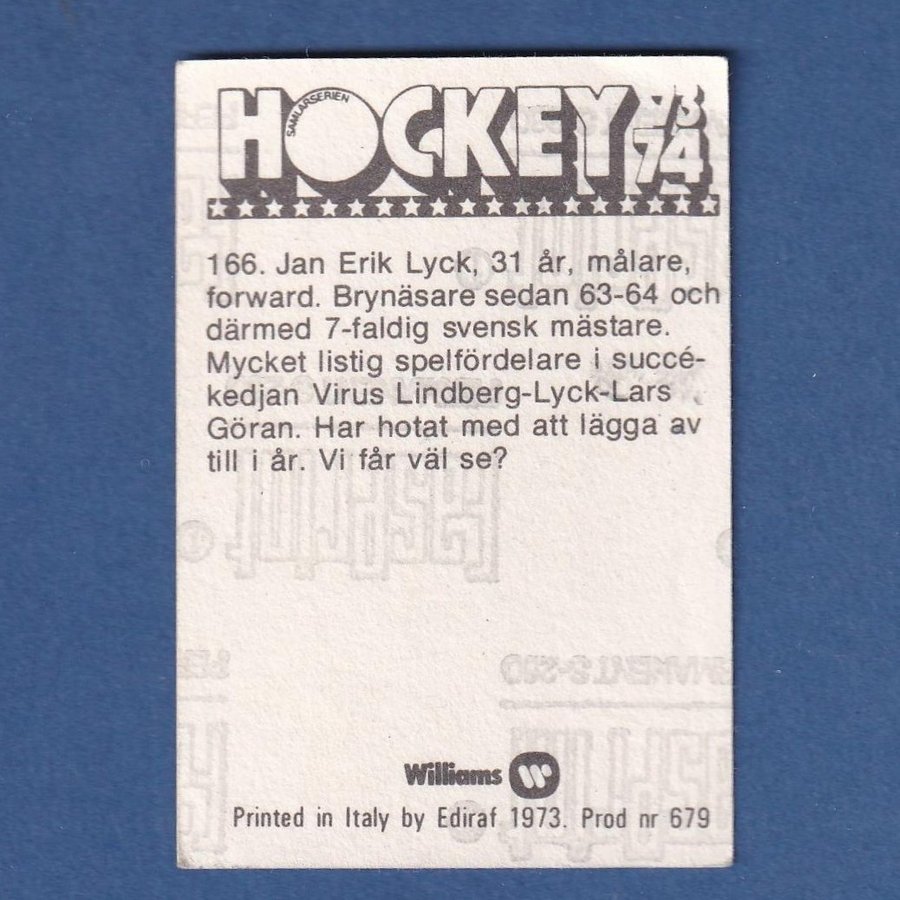 HOCKEY 73 74
SAMLARSERIEN
166. Jan Erik Lyck, 31 år, målare,
forward. Brynäsare sedan 63-64 och
därmed 7-faldig svensk mästare.
Mycket listig spelfördelare i succé-
kedjan Virus Lindberg-Lyck-Lars
Göran. Har hotat med att lägga av
till i år. Vi får väl se?
Williams W
Printed in Italy by Ediraf 1973. Prod nr 679